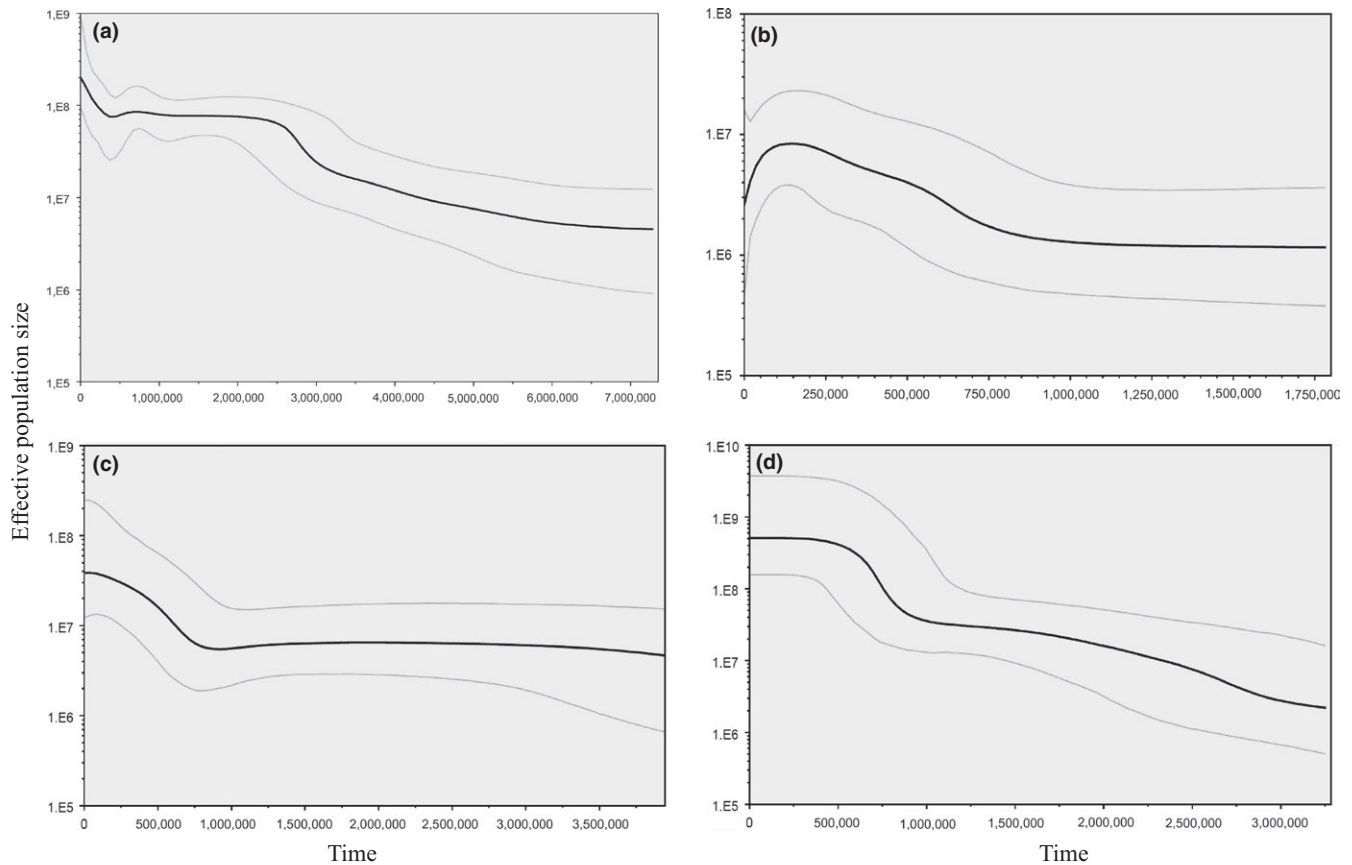 (a)
1,E9
1,E8
1,E7
1,E6
1,E5
0 1,000,000 2,000,000 3,000,000 4,000,000 5,000,000 6,000,000 7,000,000
(b)
1.E8
1.E7
1.E6
1.E5
0 250,000 500,000 750,000 1,000,000 1,250,000 1,500,000 1,750,000
Effective population size
(c)
1.E9
1.E8
1.E7
1.E6
1.E5
0 500,000 1,000,000 1,500,000 2,000,000 2,500,000 3,000,000 3,500,000
Time
(d)
1.E10
1.E9
1.E8
1.E7
1.E6
1.E5
0 500,000 1,000,000 1,500,000 2,000,000 2,500,000 3,000,000
Time